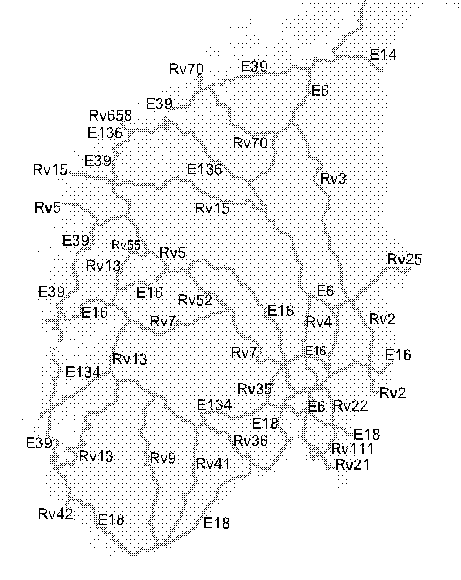 E14
E39
Rv70
E6
E39
Rv658
E136
Rv70
E39
E136
Rv15
Rv3
Rv5
Rv15
E39
Rv55
Rv5
Rv25
Rv13
E16
E6
E39
Rv52
E16
E16
Rv7
Rv4
Rv2
Rv7
E16
Rv13
E16
E134
Rv35
Rv2
E134
E6
Rv22
E18
E18
E39
Rv36
Rv111
Rv13
Rv9
Rv41
Rv21
Rv42
E18
E18